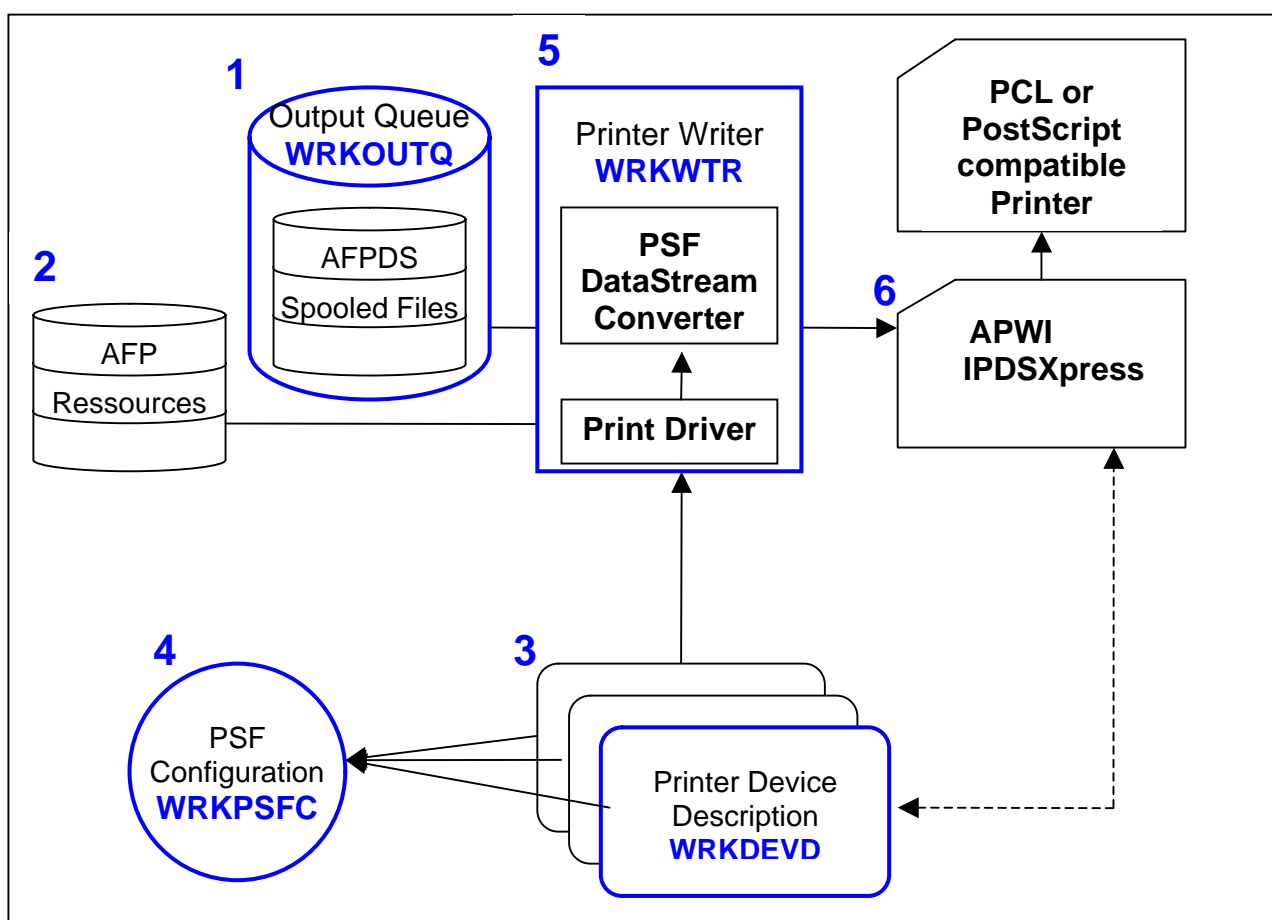 1
Output Queue
WRKOUTQ
AFPDS
Spooled Files
2
AFP
Ressources
5
Printer Writer
WRKWTR
PSF
DataStream
Converter
Print Driver
PCL or
PostScript
compatible
Printer
6
APWI
IPDSXpress
4
PSF
Configuration
WRKPSFC
3
Printer Device
Description
WRKDEVD